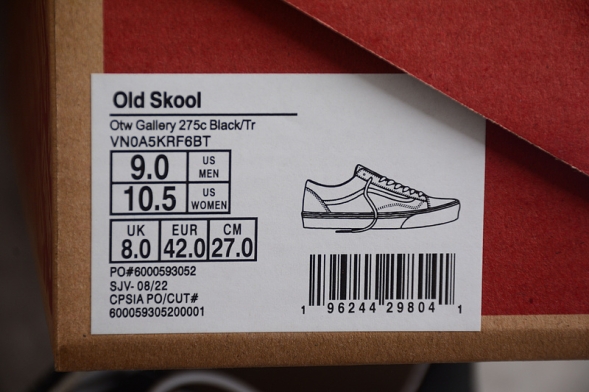 Old Skool
Otw Gallery 275c Black/Tr
VN0A5KRF6BT
9.0 US MEN
10.5 US WOMEN
UK EUR CM
8.0 42.0 27.0
PO#6000593052
SJV- 08/22
CPSIA PO/CUT#
600059305200001
1 96244 29804 1